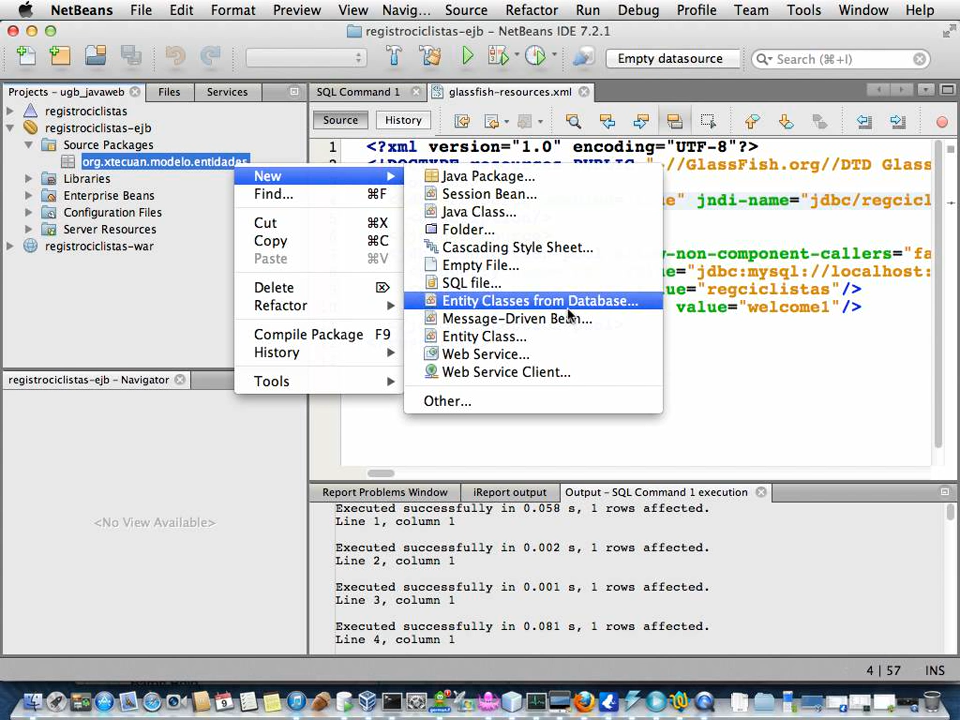 NetBeans File Edit Format Preview View Navig... Source Refactor Run Debug Profile Team Tools Window Help
registrociclistas-ejb – NetBeans IDE 7.2.1
Empty datasource
Search (⌘+I)
Projects – ugb_javaweb Files Services
SQL Command 1 glassfish-resources.xml
Source History
registrociclistas
registrociclistas-ejb
Source Packages
org.xtecuan.modelo.entidades
Libraries
Enterprise Beans
Configuration Files
Server Resources
registrociclistas-war
1 <?xml version="1.0" encoding="UTF-8"?>
2 <!DOCTYPE resources PUBLIC "-//GlassFish.org//DTD Glas
" jndi-name="jdbc/regcicl
-component-callers="fa
="jdbc:mysql://localhost:
="regciclistas"/>
value="welcome1"/>
New
Find... ⌘F
Cut ⌘X
Copy ⌘C
Paste ⌘V
Delete ⌦
Refactor
Compile Package F9
History
Tools
Java Package...
Session Bean...
Java Class...
Folder...
Cascading Style Sheet...
Empty File...
SQL file...
Entity Classes from Database...
Message-Driven Bean...
Entity Class...
Web Service...
Web Service Client...
Other...
registrociclistas-ejb – Navigator
<No View Available>
Report Problems Window iReport output Output – SQL Command 1 execution
Executed successfully in 0.058 s, 1 rows affected.
Line 1, column 1
Executed successfully in 0.002 s, 1 rows affected.
Line 2, column 1
Executed successfully in 0.001 s, 1 rows affected.
Line 3, column 1
Executed successfully in 0.081 s, 1 rows affected.
Line 4, column 1
4 | 57 INS